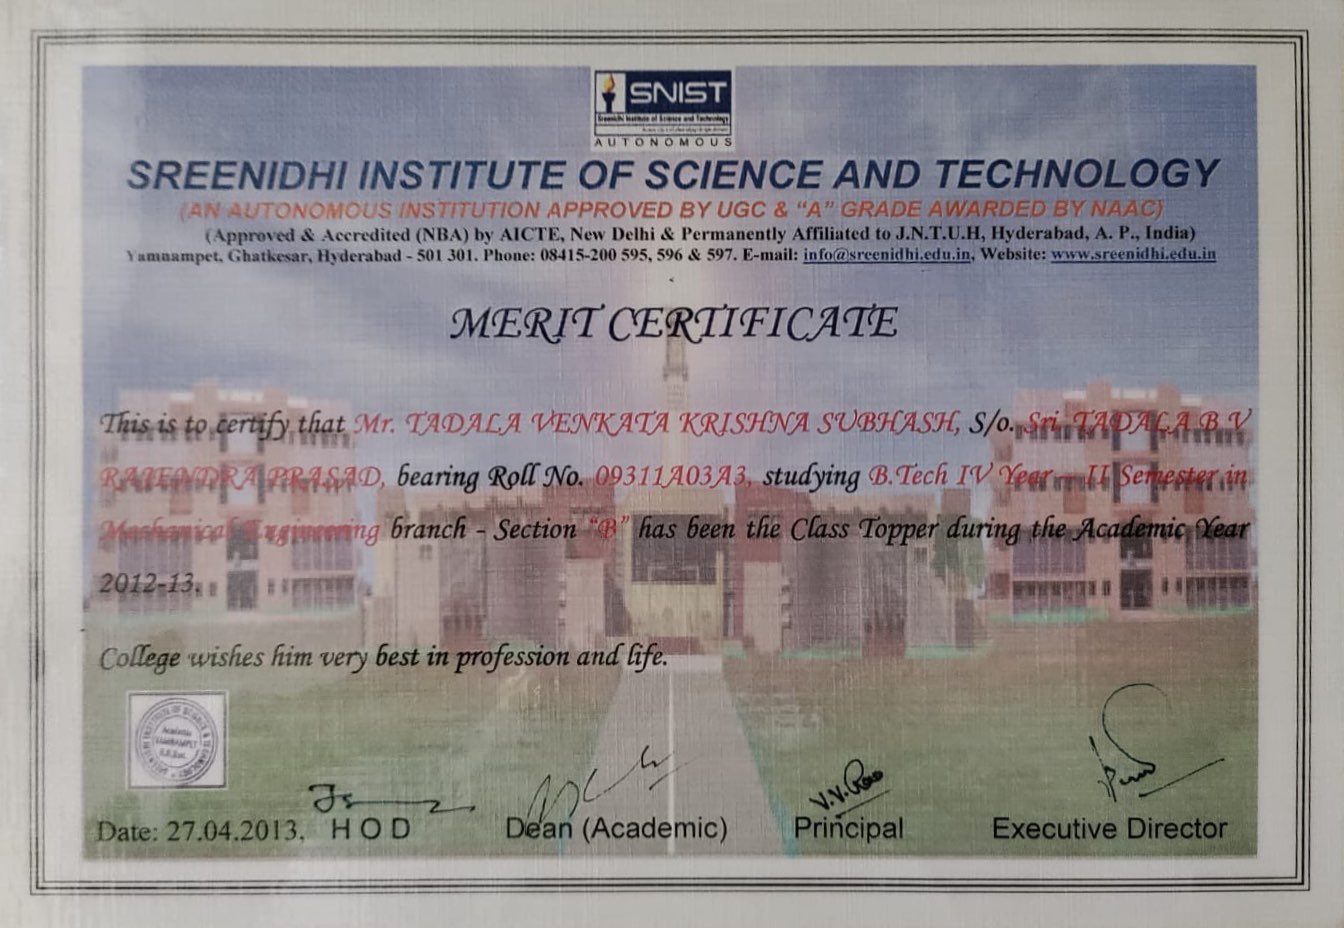 SNIST
Sreenidhi Institute of Science and Technology
AUTONOMOUS
SREENIDHI INSTITUTE OF SCIENCE AND TECHNOLOGY
(AN AUTONOMOUS INSTITUTION APPROVED BY UGC & “A” GRADE AWARDED BY NAAC)
(Approved & Accredited (NBA) by AICTE, New Delhi & Permanently Affiliated to J.N.T.U.H, Hyderabad, A. P., India)
Yamnampet, Ghatkesar, Hyderabad - 501 301. Phone: 08415-200 595, 596 & 597. E-mail: info@sreenidhi.edu.in, Website: www.sreenidhi.edu.in
MERIT CERTIFICATE
This is to certify that Mr. TADALA VENKATA KRISHNA SUBHASH, S/o. Sri. TADALA B V
RAJENDRA PRASAD, bearing Roll No. 09311A03A3, studying B.Tech IV Year – II Semester in
Mechanical Engineering branch - Section “B” has been the Class Topper during the Academic Year
2012-13.
College wishes him very best in profession and life.
V.V. Rao
Date: 27.04.2013. HOD Dean (Academic) Principal Executive Director